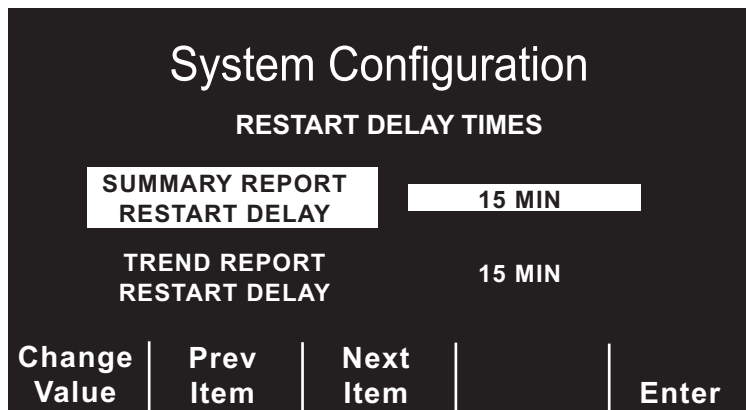 System Configuration
RESTART DELAY TIMES
SUMMARY REPORT
RESTART DELAY
15 MIN
TREND REPORT
RESTART DELAY
15 MIN
Change
Value
Prev
Item
Next
Item
Enter